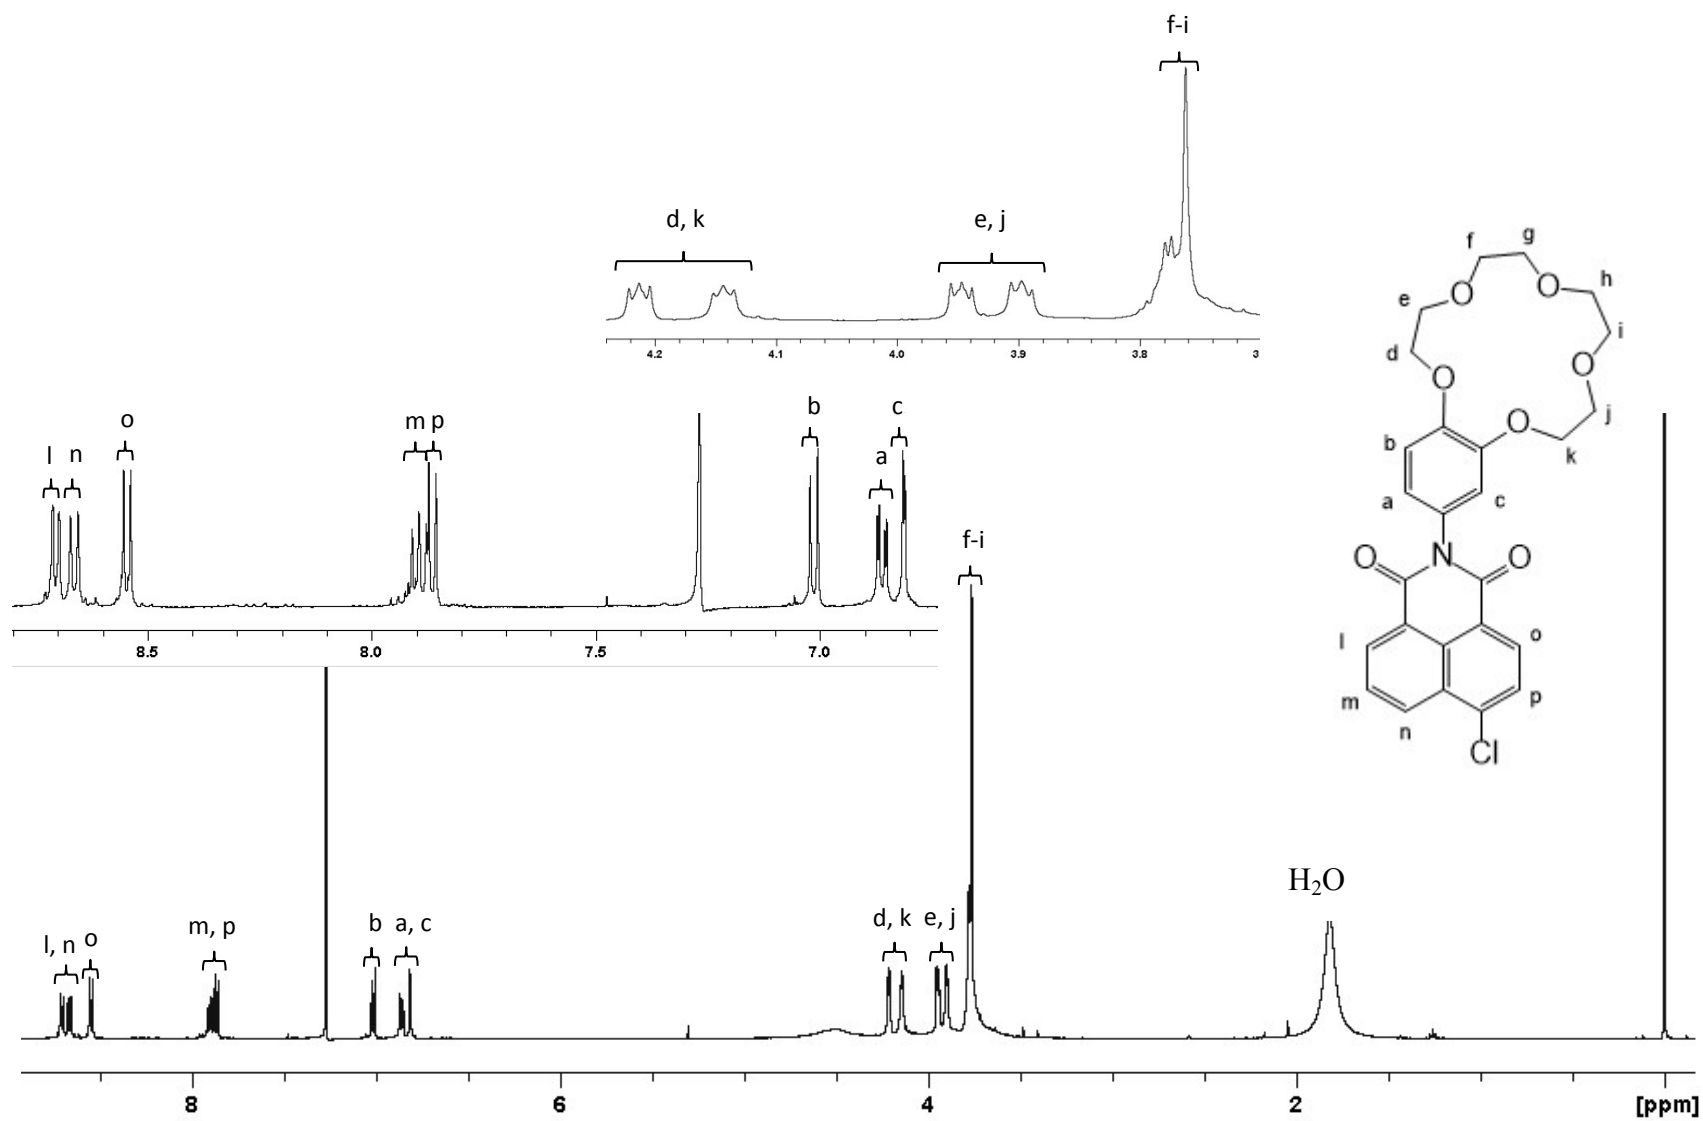 f-i
d, k
e, j
4.2 4.1 4.0 3.9 3.8 3
l n o m p b a c
8.5 8.0 7.5 7.0
f g
O O h
e
i
d O
O
O j
b k
a c
O N O
l o
m p
n
Cl
f-i
H₂O
l, n o m, p b a, c d, k e, j
8 6 4 2 [ppm]